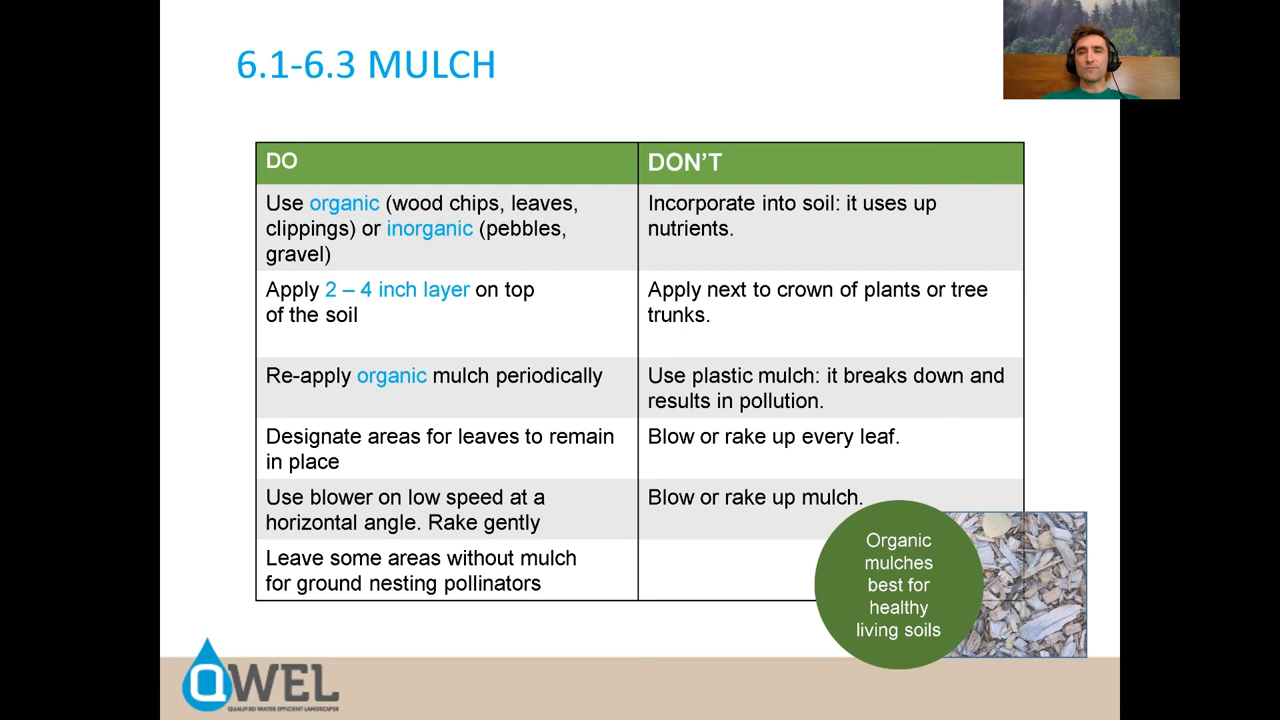 6.1-6.3 MULCH
DO
DON'T
Use organic (wood chips, leaves,
clippings) or inorganic (pebbles,
gravel)
Incorporate into soil: it uses up
nutrients.
Apply 2 – 4 inch layer on top
of the soil
Apply next to crown of plants or tree
trunks.
Re-apply organic mulch periodically
Use plastic mulch: it breaks down and
results in pollution.
Designate areas for leaves to remain
in place
Blow or rake up every leaf.
Use blower on low speed at a
horizontal angle. Rake gently
Blow or rake up mulch.
Leave some areas without mulch
for ground nesting pollinators
Organic
mulches
best for
healthy
living soils
QWEL
QUALIFIED WATER EFFICIENT LANDSCAPER